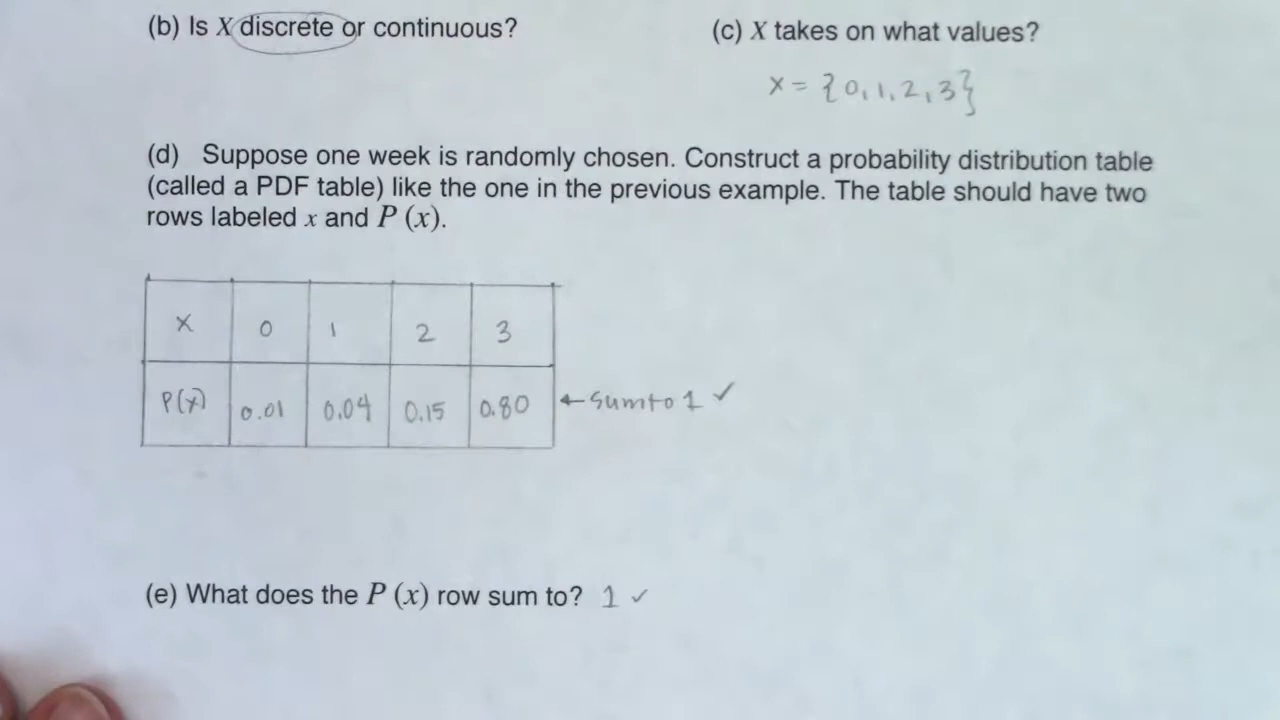 (b) Is X discrete or continuous?
(c) X takes on what values?
x = {0,1,2,3}
(d) Suppose one week is randomly chosen. Construct a probability distribution table
(called a PDF table) like the one in the previous example. The table should have two
rows labeled x and P (x).
X 0 1 2 3
P(x) 0.01 0.04 0.15 0.80 ← sum to 1 ✓
(e) What does the P (x) row sum to? 1 ✓